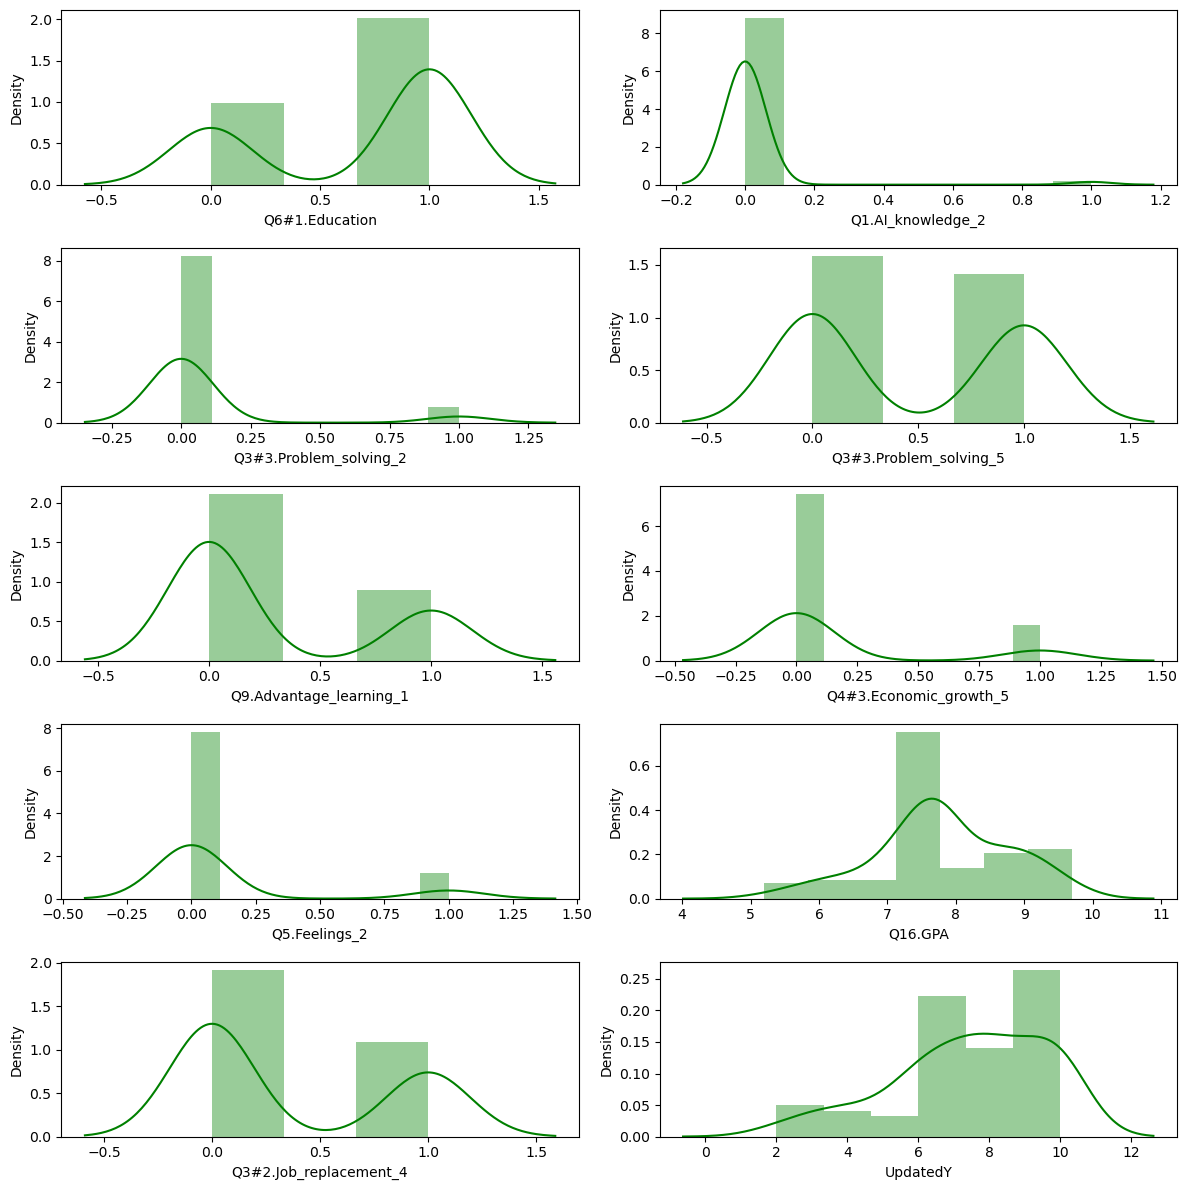 2.0
1.5
1.0
0.5
0.0
Density
−0.5 0.0 0.5 1.0 1.5
Q6#1.Education
8
6
4
2
0
Density
−0.2 0.0 0.2 0.4 0.6 0.8 1.0 1.2
Q1.AI_knowledge_2
8
6
4
2
0
Density
−0.25 0.00 0.25 0.50 0.75 1.00 1.25
Q3#3.Problem_solving_2
1.5
1.0
0.5
0.0
Density
−0.5 0.0 0.5 1.0 1.5
Q3#3.Problem_solving_5
2.0
1.5
1.0
0.5
0.0
Density
−0.5 0.0 0.5 1.0 1.5
Q9.Advantage_learning_1
6
4
2
0
Density
−0.50 −0.25 0.00 0.25 0.50 0.75 1.00 1.25 1.50
Q4#3.Economic_growth_5
8
6
4
2
0
Density
−0.50 −0.25 0.00 0.25 0.50 0.75 1.00 1.25 1.50
Q5.Feelings_2
0.6
0.4
0.2
0.0
Density
4 5 6 7 8 9 10 11
Q16.GPA
2.0
1.5
1.0
0.5
0.0
Density
−0.5 0.0 0.5 1.0 1.5
Q3#2.Job_replacement_4
0.25
0.20
0.15
0.10
0.05
0.00
Density
0 2 4 6 8 10 12
UpdatedY